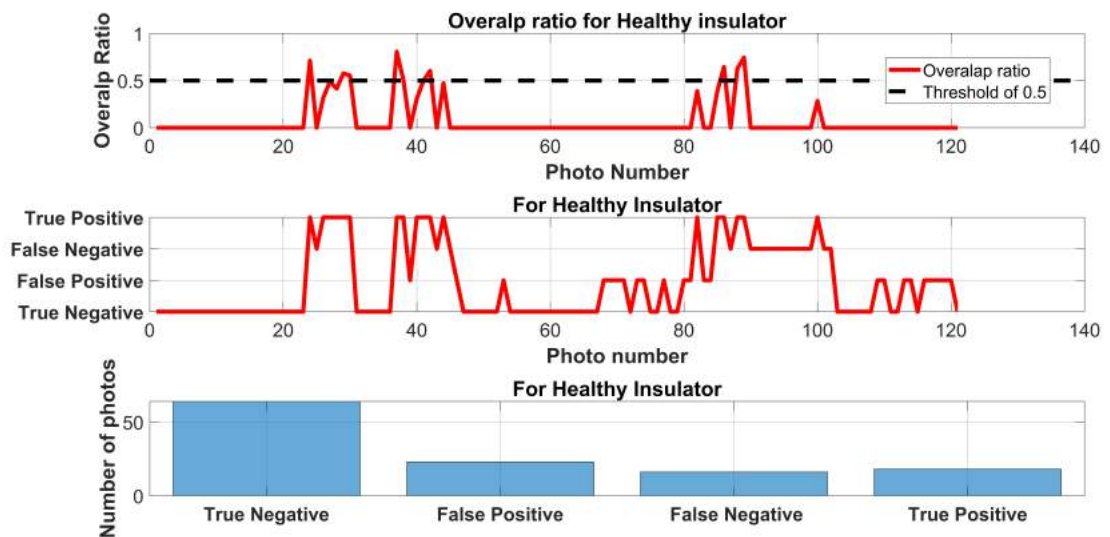 Overalp ratio for Healthy insulator
Overalp Ratio
1
0.5
0
Overalap ratio
Threshold of 0.5
0 20 40 60 80 100 120 140
Photo Number
For Healthy Insulator
True Positive
False Negative
False Positive
True Negative
0 20 40 60 80 100 120 140
Photo number
For Healthy Insulator
Number of photos
50
0
True Negative False Positive False Negative True Positive